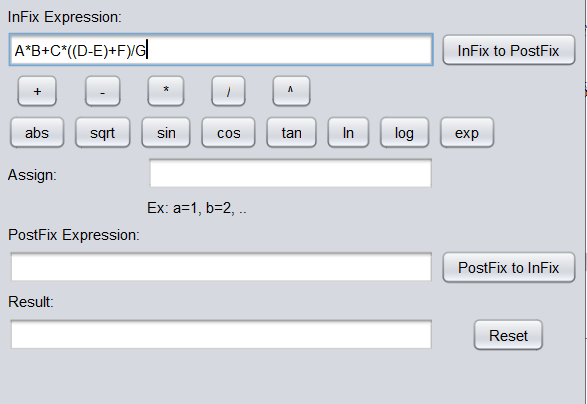 InFix Expression:
A*B+C*((D-E)+F)/G InFix to PostFix
+ - * / ^
abs sqrt sin cos tan ln log exp
Assign:
Ex: a=1, b=2, ..
PostFix Expression:
PostFix to InFix
Result:
Reset